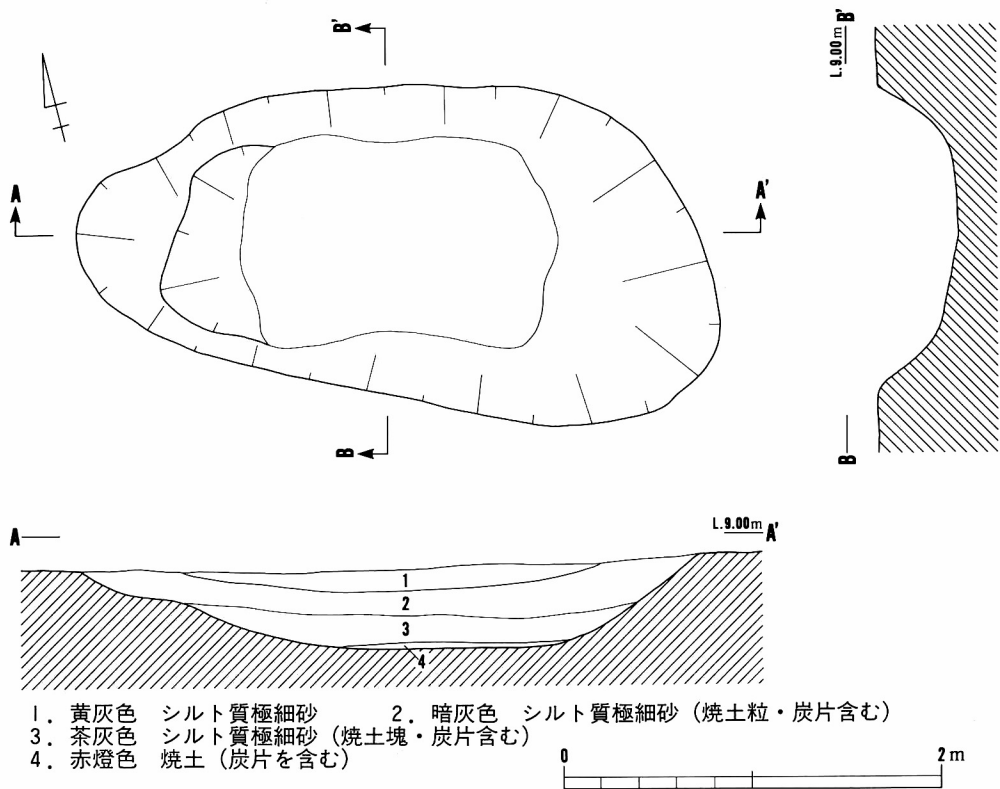 B'
L.9.00m B'
A
A'
B
B
A
L.9.00m A'
1
2
3
4
1. 黄灰色 シルト質極細砂 2. 暗灰色 シルト質極細砂(焼土粒・炭片含む)
3. 茶灰色 シルト質極細砂(焼土塊・炭片含む)
4. 赤燈色 焼土(炭片を含む)
0 2m